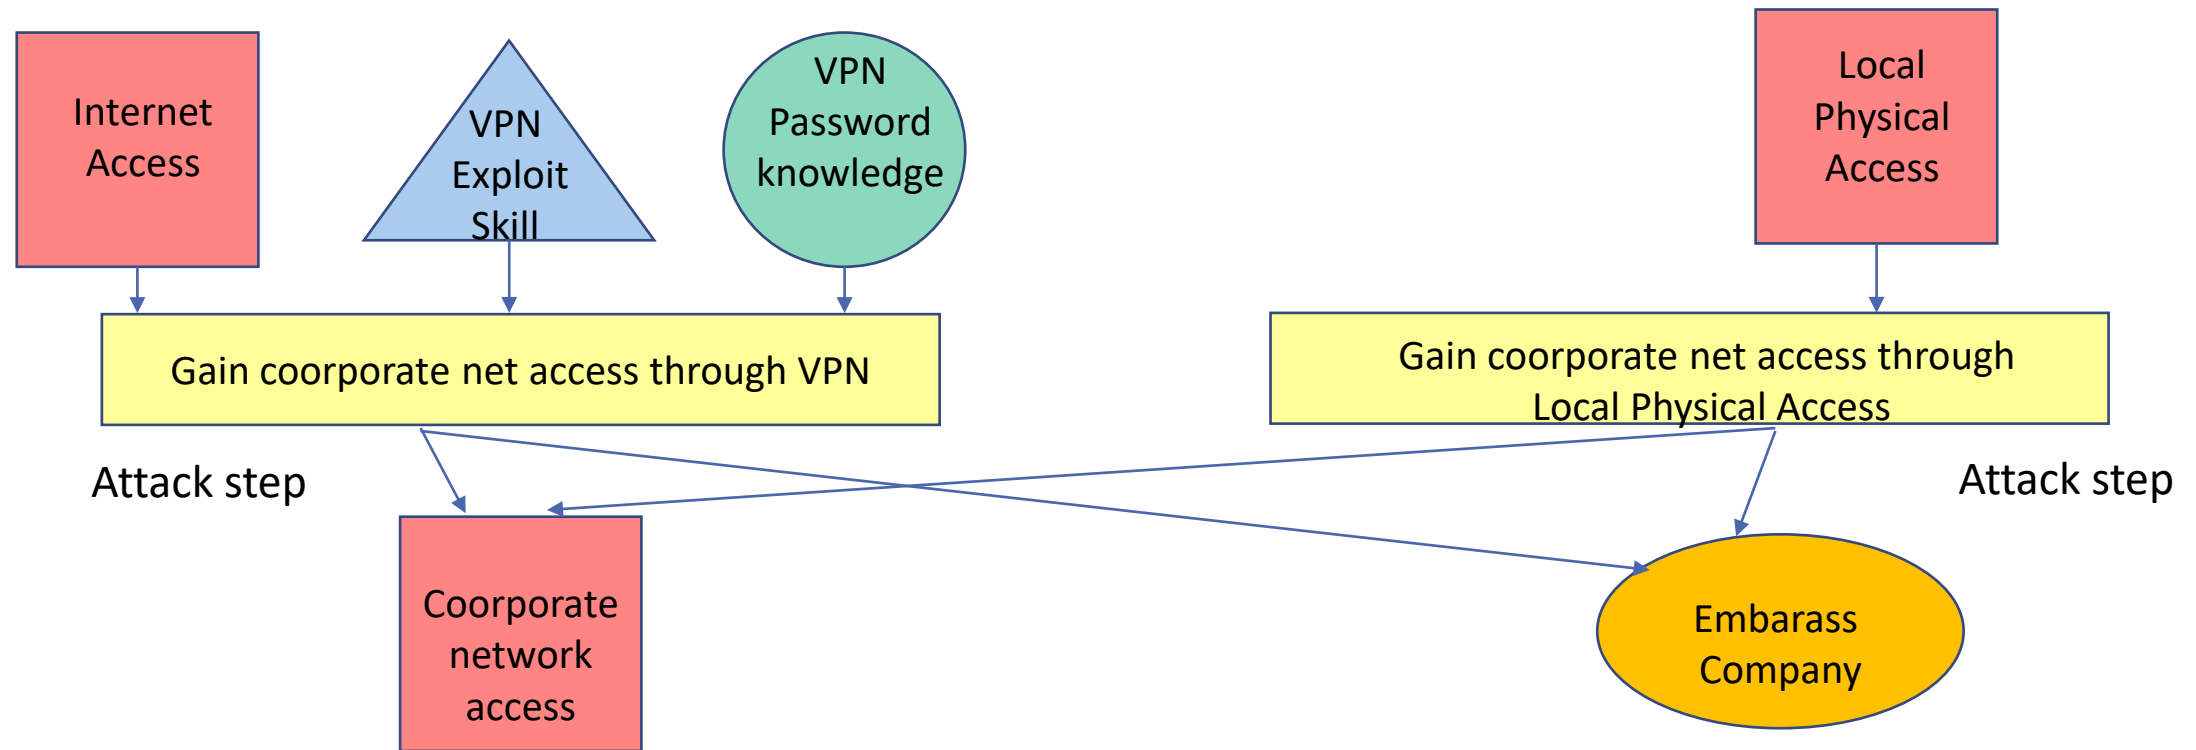 Internet
Access
VPN
Exploit
Skill
VPN
Password
knowledge
Local
Physical
Access
Gain coorporate net access through VPN
Gain coorporate net access through
Local Physical Access
Attack step
Attack step
Coorporate
network
access
Embarass
Company